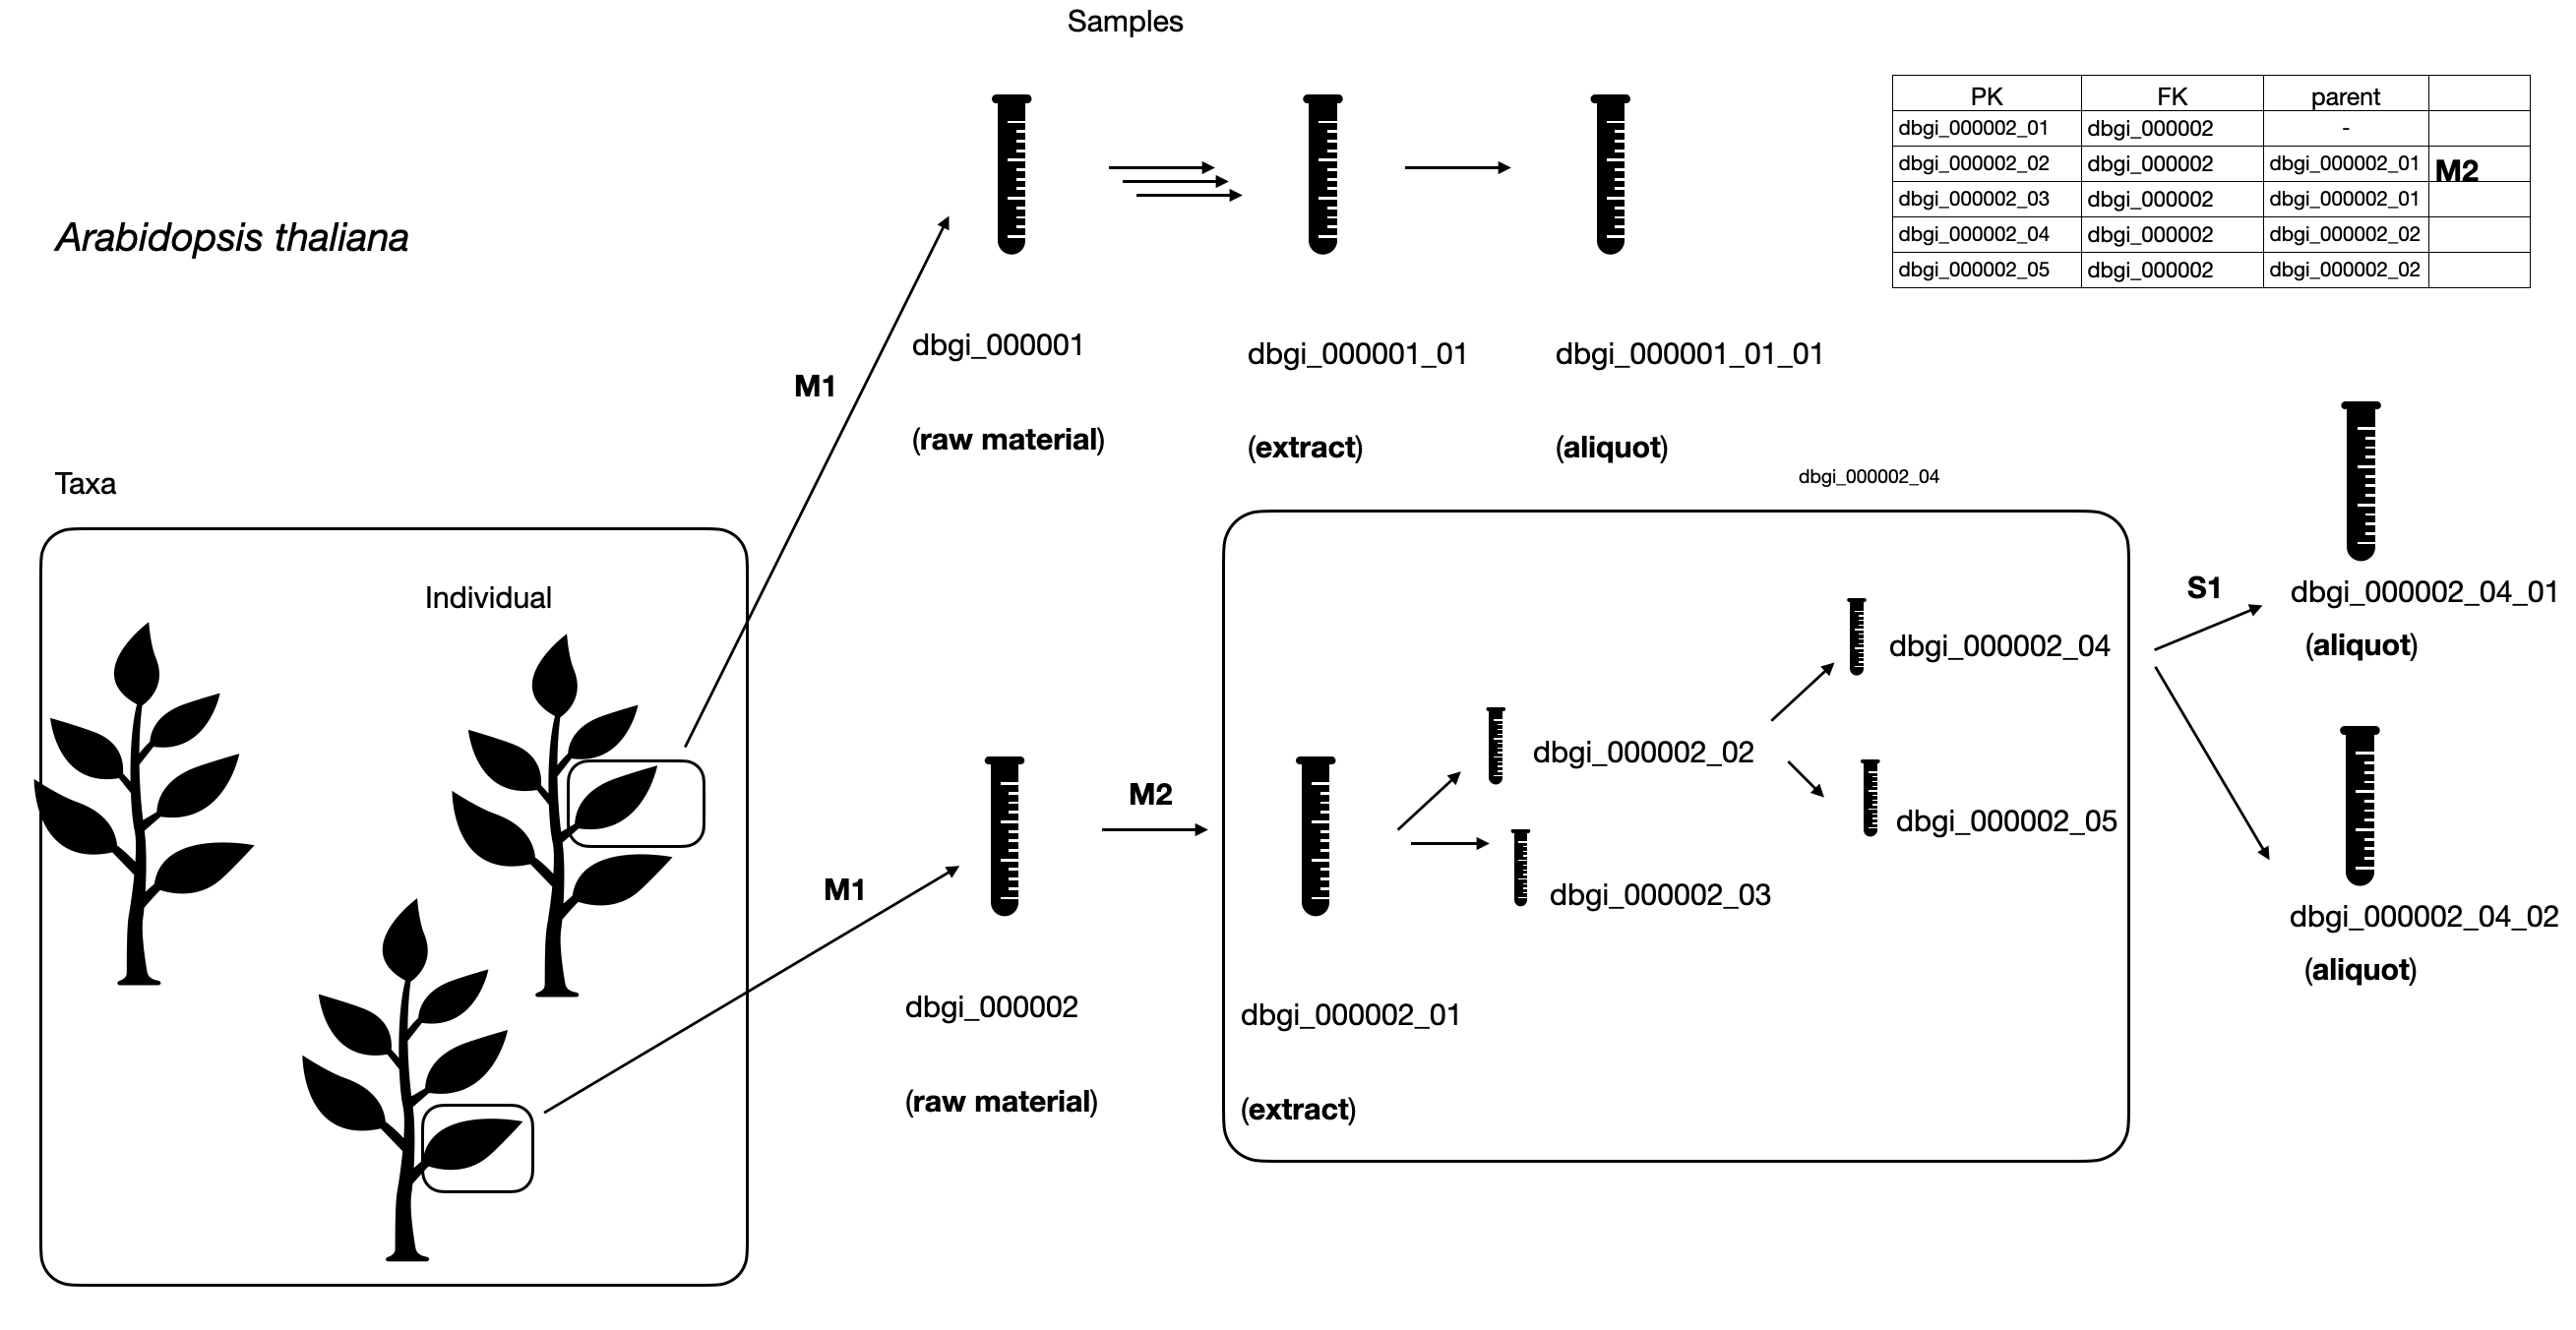 Samples
PK FK parent
dbgi_000002_01 dbgi_000002 -
dbgi_000002_02 dbgi_000002 dbgi_000002_01 M2
dbgi_000002_03 dbgi_000002 dbgi_000002_01
dbgi_000002_04 dbgi_000002 dbgi_000002_02
dbgi_000002_05 dbgi_000002 dbgi_000002_02
Arabidopsis thaliana
M1
dbgi_000001
(raw material)
dbgi_000001_01
(extract)
dbgi_000001_01_01
(aliquot)
Taxa
Individual
M1
dbgi_000002
(raw material)
M2
dbgi_000002_04
dbgi_000002_01
(extract)
dbgi_000002_02
dbgi_000002_03
dbgi_000002_04
dbgi_000002_05
S1
dbgi_000002_04_01
(aliquot)
dbgi_000002_04_02
(aliquot)